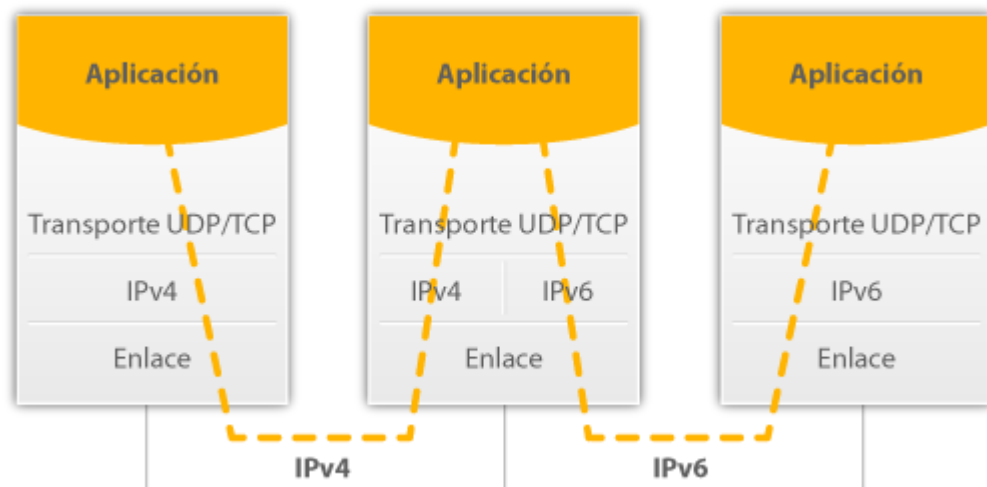 Aplicación
Transporte UDP/TCP
IPv4
Enlace
Aplicación
Transporte UDP/TCP
IPv4 IPv6
Enlace
Aplicación
Transporte UDP/TCP
IPv6
Enlace
IPv4
IPv6